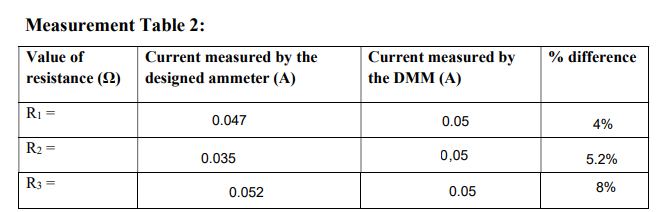 Measurement Table 2:
Value of resistance (Ω) Current measured by the designed ammeter (A) Current measured by the DMM (A) % difference
R₁ = 0.047 0.05 4%
R₂ = 0.035 0,05 5.2%
R₃ = 0.052 0.05 8%